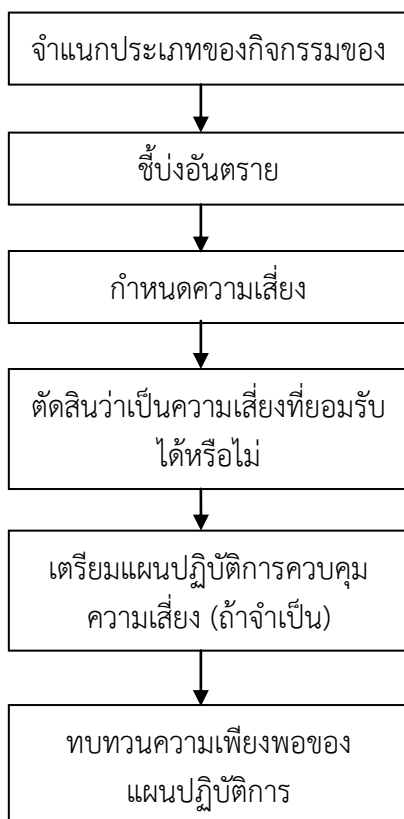 จำแนกประเภทของกิจกรรมของ
ชี้บ่งอันตราย
กำหนดความเสี่ยง
ตัดสินว่าเป็นความเสี่ยงที่ยอมรับ
ได้หรือไม่
เตรียมแผนปฏิบัติการควบคุม
ความเสี่ยง (ถ้าจำเป็น)
ทบทวนความเพียงพอของ
แผนปฏิบัติการ